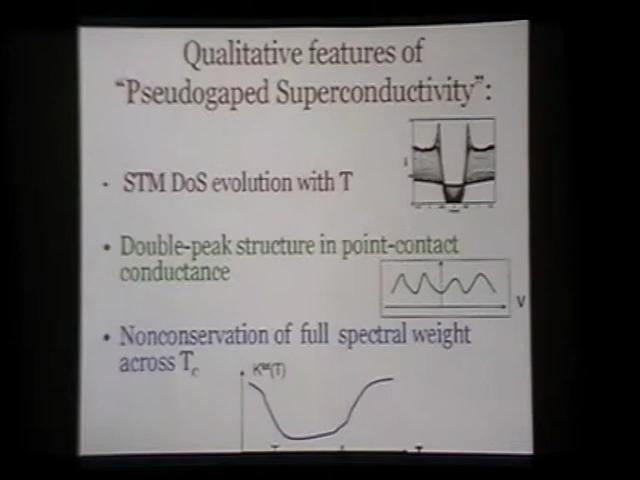 Qualitative features of
“Pseudogaped Superconductivity”:
· STM DoS evolution with T
• Double-peak structure in point-contact
conductance
V
• Nonconservation of full spectral weight
across Tc
(T)
T